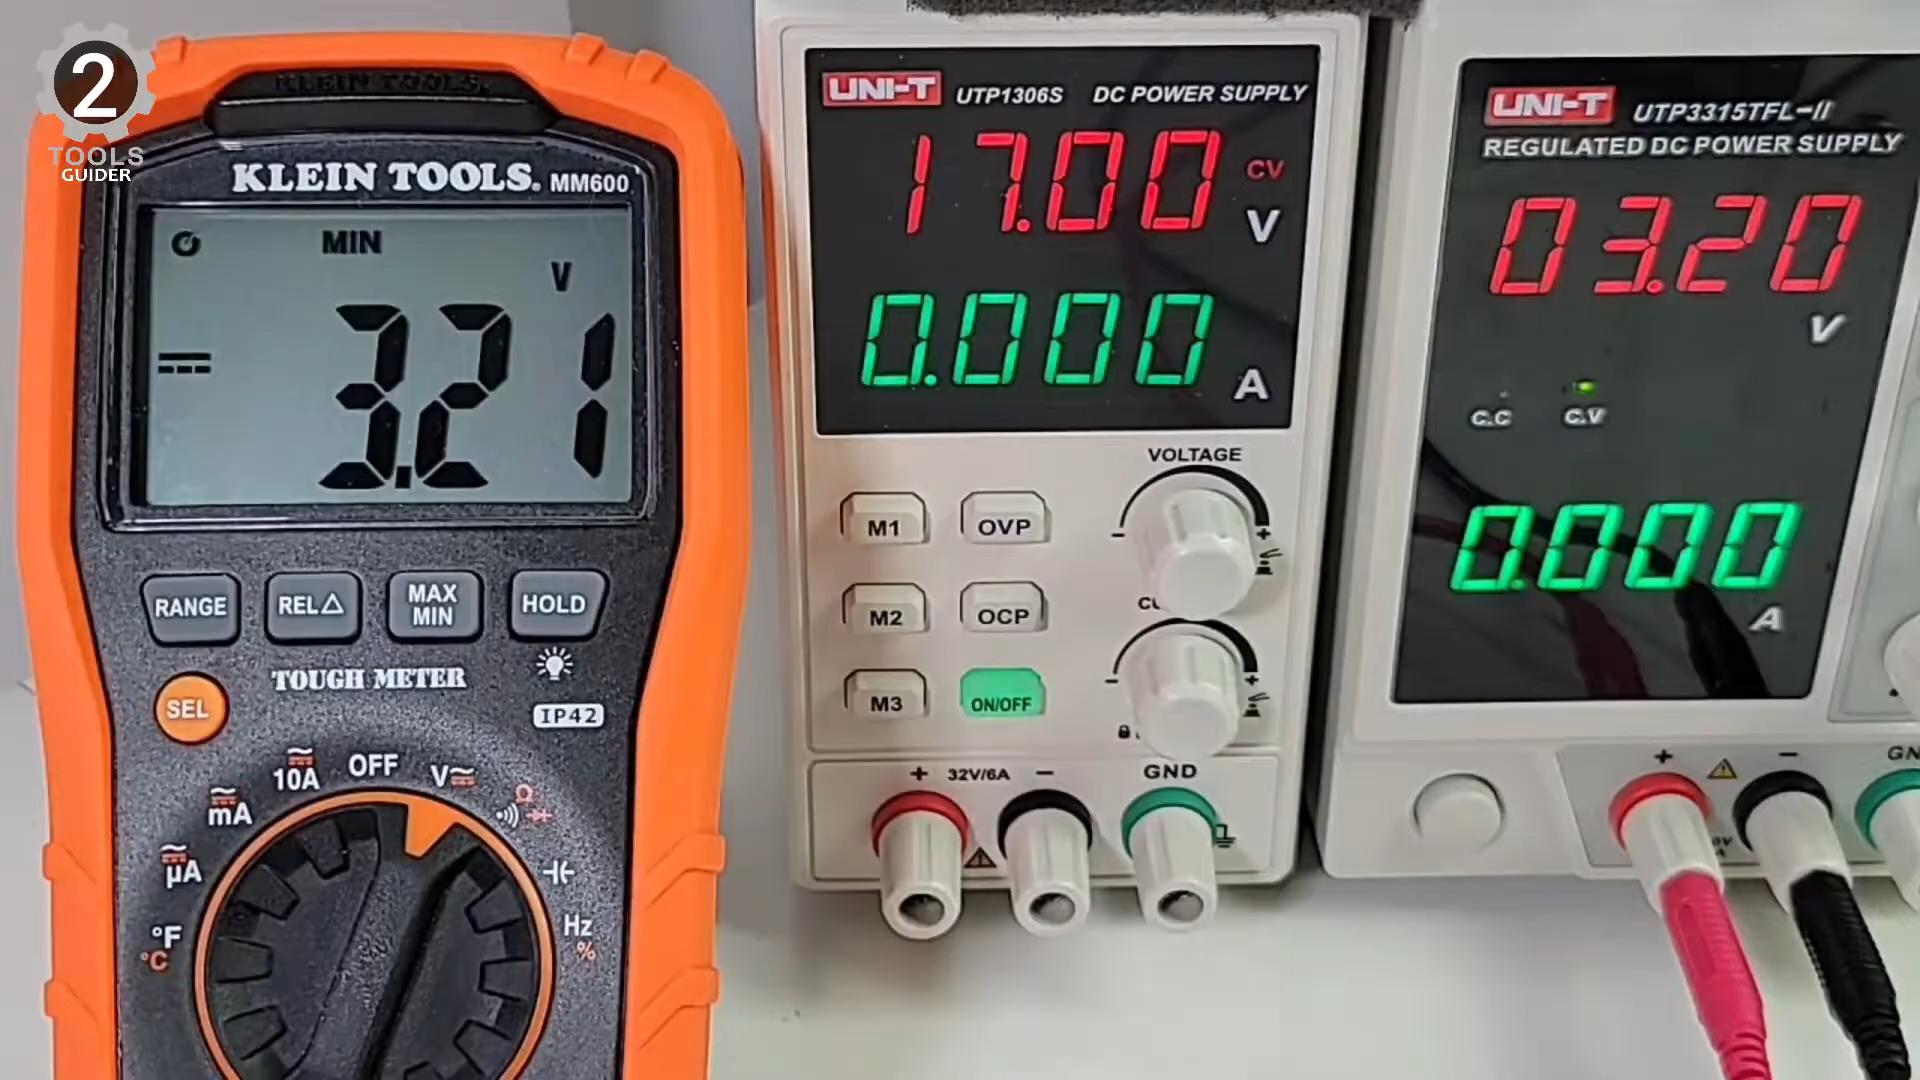 2
TOOLS
GUIDER
KLEIN TOOLS.
KLEIN TOOLS. MM600
MIN
V
3.21
RANGE
REL△
MAX
MIN
HOLD
TOUGH METER
SEL
IP42
OFF
10A
V
mA
Ω
µA
°F
°C
Hz
%
UNI-T UTP1306S DC POWER SUPPLY
17.00 CV
V
0.000
A
VOLTAGE
- +
M1 OVP
M2 OCP
M3 ON/OFF
- +
+ 32V/6A - GND
UNI-T UTP3315TFL-II
REGULATED DC POWER SUPPLY
03.20
V
C.C C.V
0.000
A
+ -